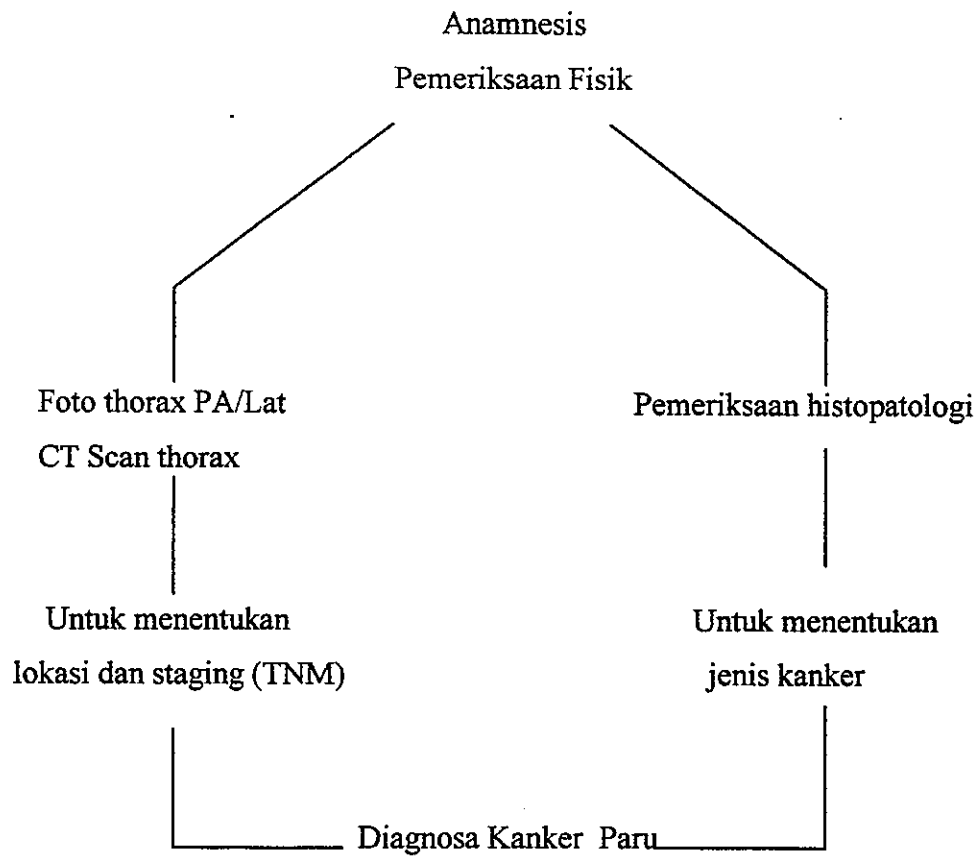 Anamnesis
Pemeriksaan Fisik
Foto thorax PA/Lat
CT Scan thorax
Pemeriksaan histopatologi
Untuk menentukan
lokasi dan staging (TNM)
Untuk menentukan
jenis kanker
Diagnosa Kanker Paru